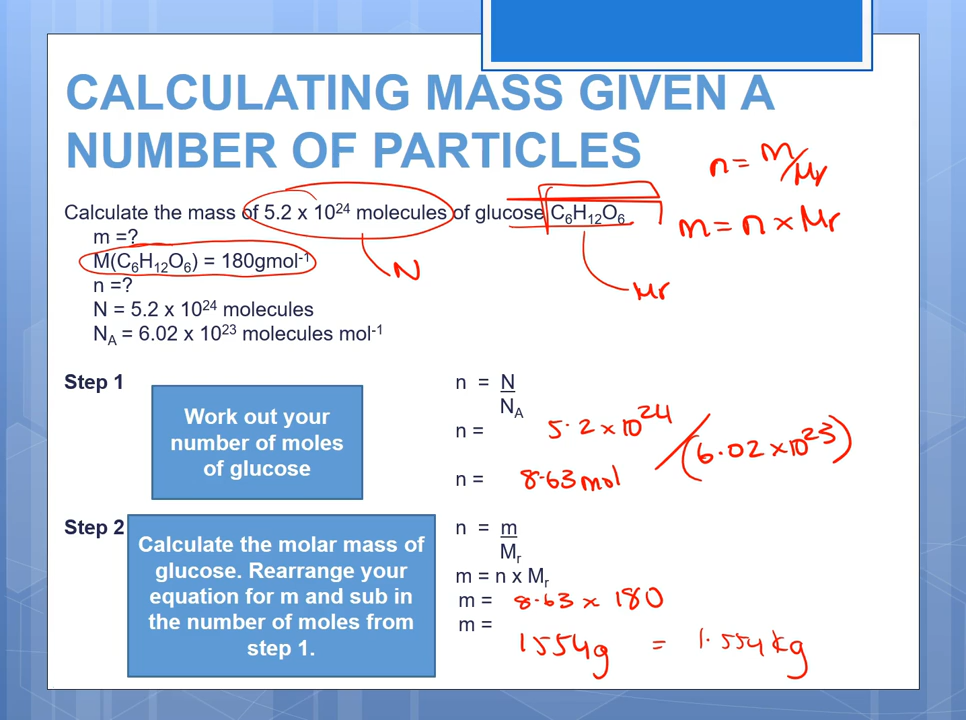 CALCULATING MASS GIVEN A
NUMBER OF PARTICLES
n = m/Mr
Calculate the mass of 5.2 x 10²⁴ molecules of glucose C₆H₁₂O₆
m = n × Mr
m =?
M(C₆H₁₂O₆) = 180gmol⁻¹
N
n =?
Mr
N = 5.2 x 10²⁴ molecules
N_A = 6.02 x 10²³ molecules mol⁻¹
Step 1
Work out your
number of moles
of glucose
n = N
N_A
n = 5.2 × 10²⁴ / (6.02 × 10²³)
n = 8.63 mol
Step 2
Calculate the molar mass of
glucose. Rearrange your
equation for m and sub in
the number of moles from
step 1.
n = m
Mᵣ
m = n x Mᵣ
m = 8.63 × 180
m =
1554g = 1.554kg